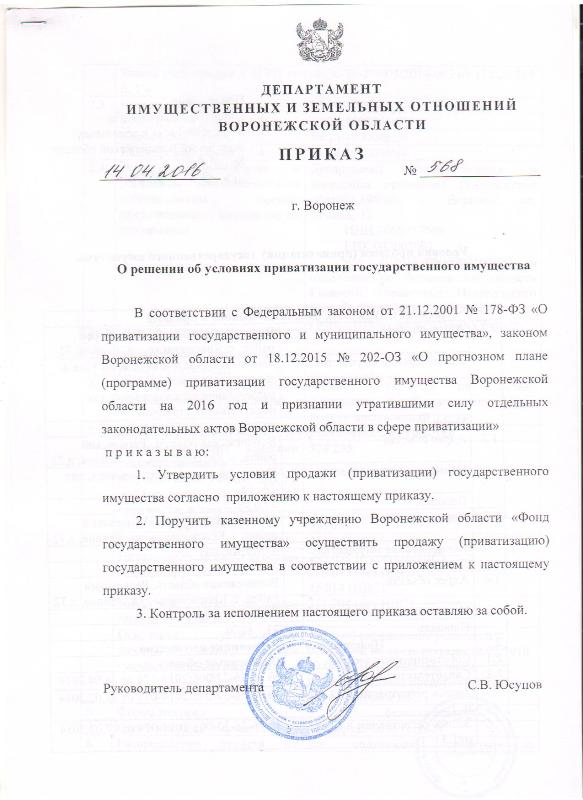 ДЕПАРТАМЕНТ
ИМУЩЕСТВЕННЫХ И ЗЕМЕЛЬНЫХ ОТНОШЕНИЙ
ВОРОНЕЖСКОЙ ОБЛАСТИ
ПРИКАЗ
14.04.2016 № 568
г. Воронеж
О решении об условиях приватизации государственного имущества
В соответствии с Федеральным законом от 21.12.2001 № 178-ФЗ «О
приватизации государственного и муниципального имущества», законом
Воронежской области от 18.12.2015 № 202-ОЗ «О прогнозном плане
(программе) приватизации государственного имущества Воронежской
области на 2016 год и признании утратившими силу отдельных
законодательных актов Воронежской области в сфере приватизации»
п р и к а з ы в а ю:
1. Утвердить условия продажи (приватизации) государственного
имущества согласно приложению к настоящему приказу.
2. Поручить казенному учреждению Воронежской области «Фонд
государственного имущества» осуществить продажу (приватизацию)
государственного имущества в соответствии с приложением к настоящему
приказу.
3. Контроль за исполнением настоящего приказа оставляю за собой.
Руководитель департамента С.В. Юсупов